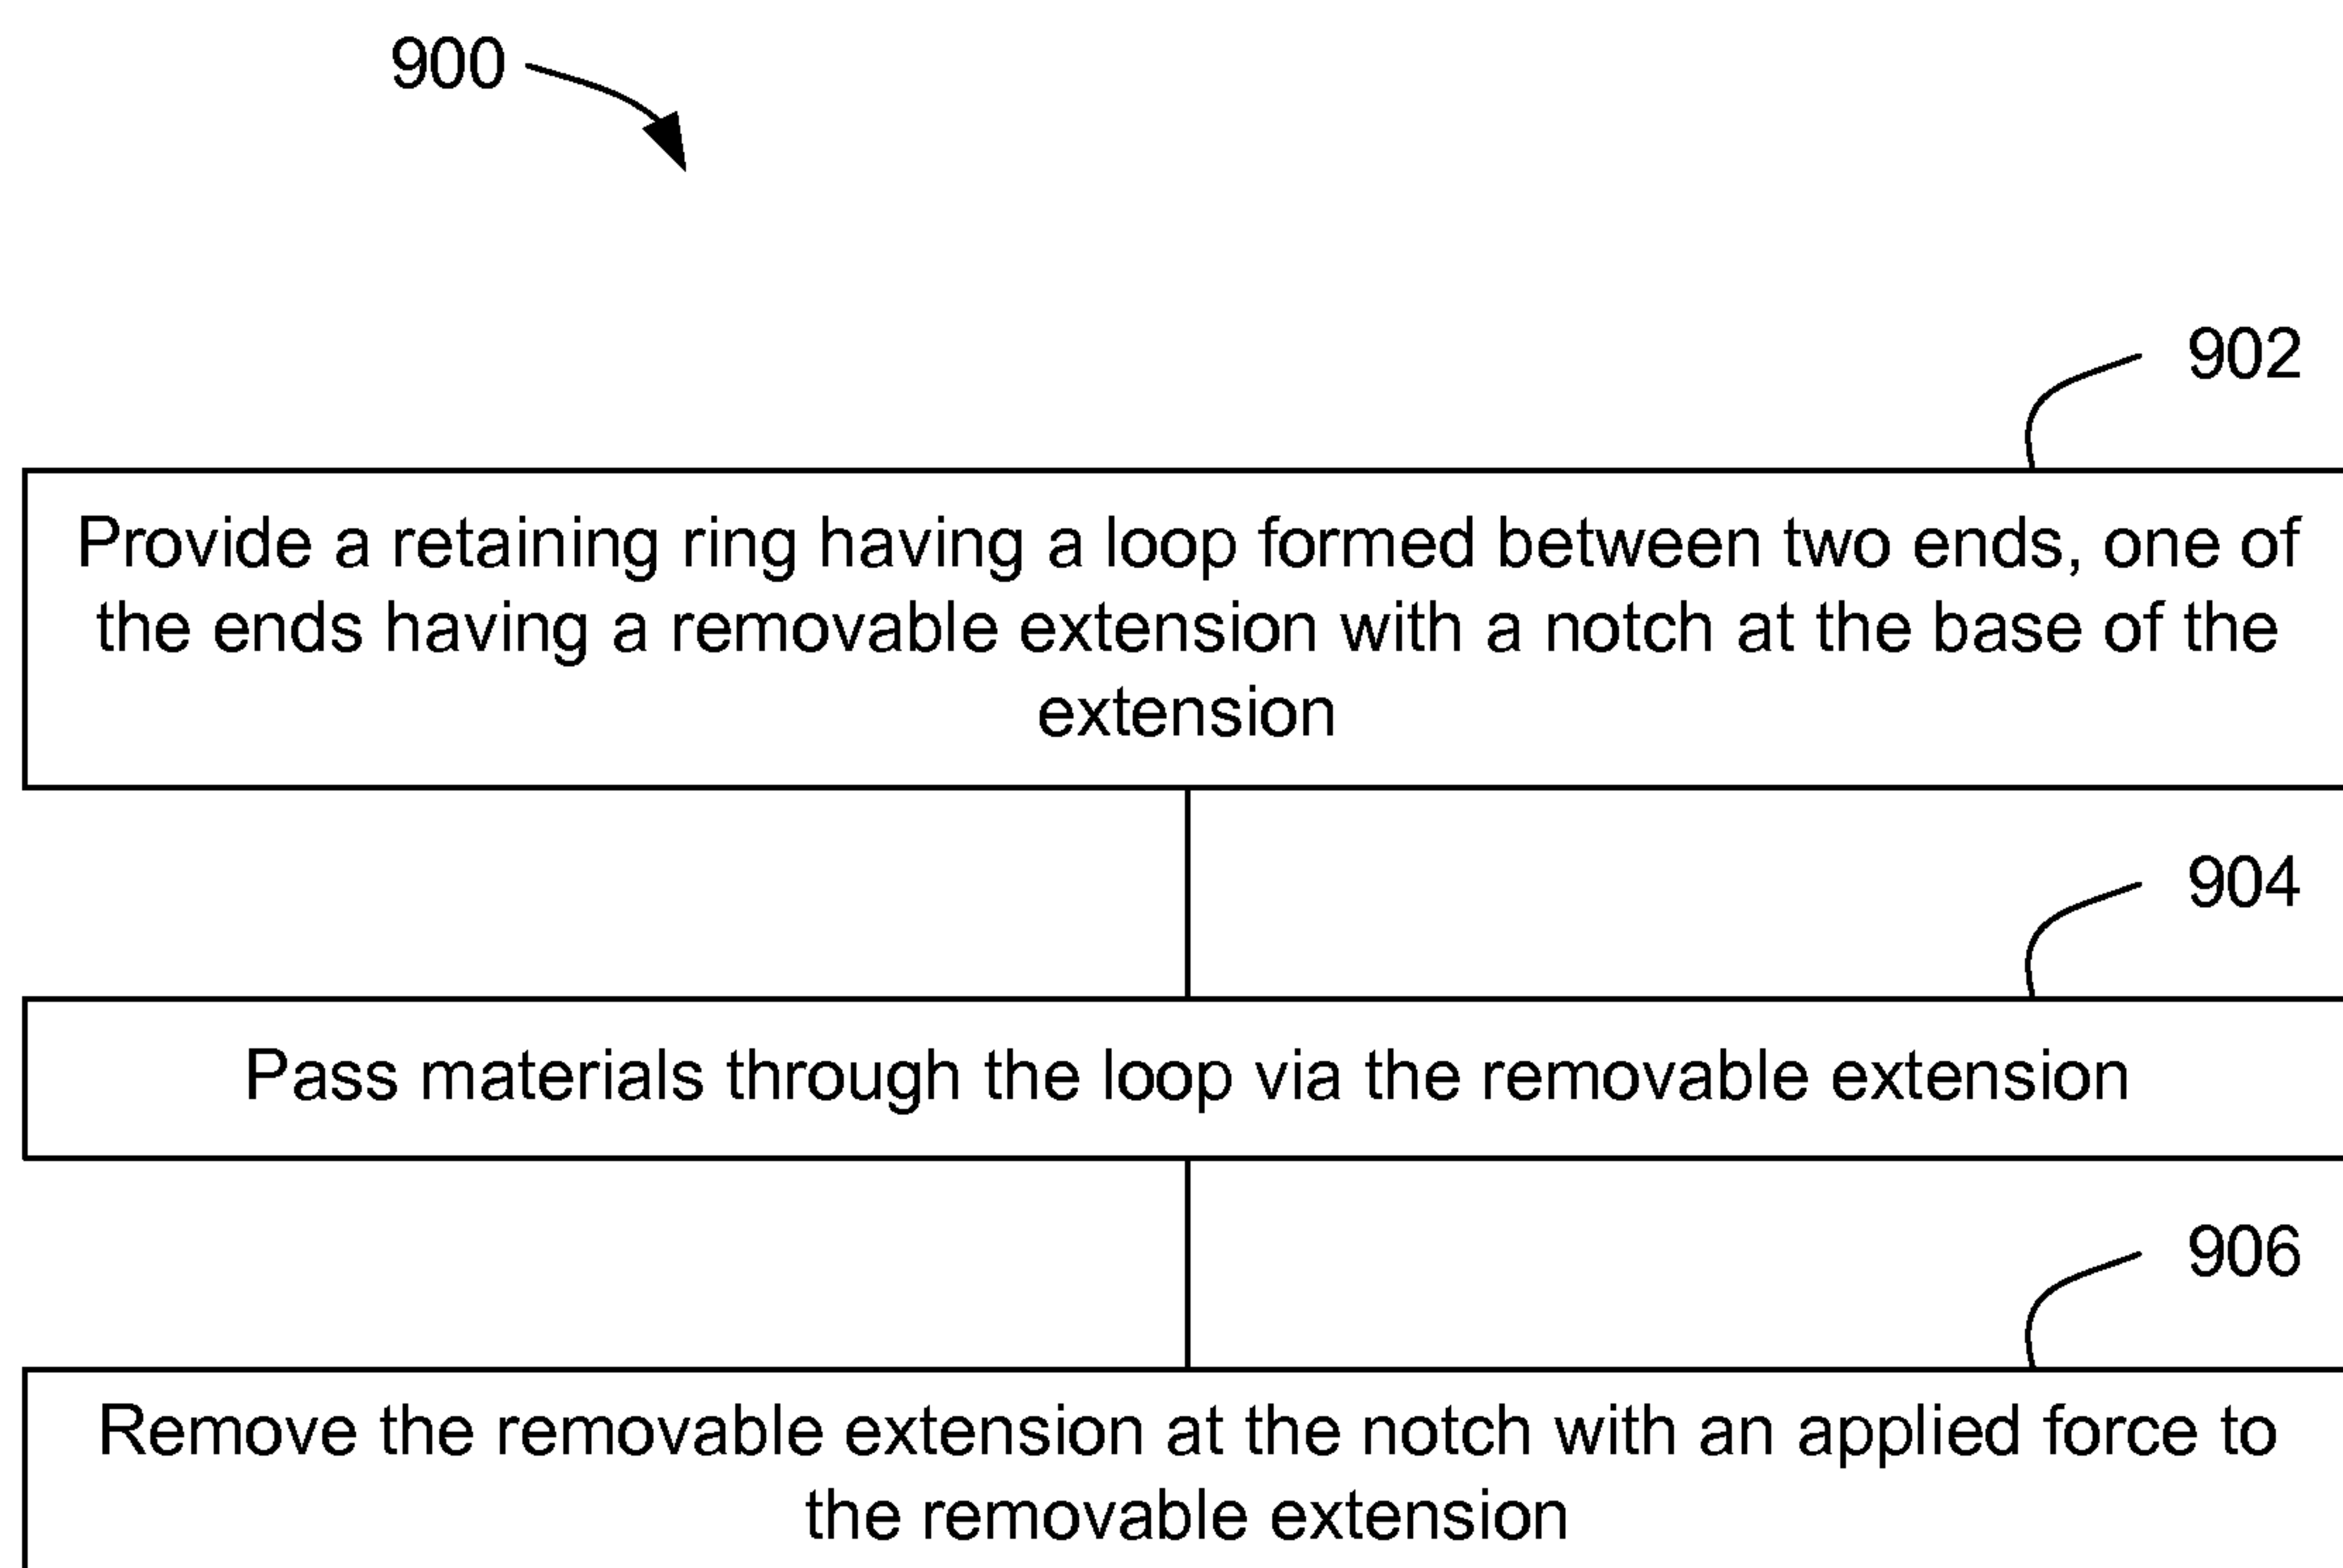 900
902
Provide a retaining ring having a loop formed between two ends, one of
the ends having a removable extension with a notch at the base of the
extension
904
Pass materials through the loop via the removable extension
906
Remove the removable extension at the notch with an applied force to
the removable extension